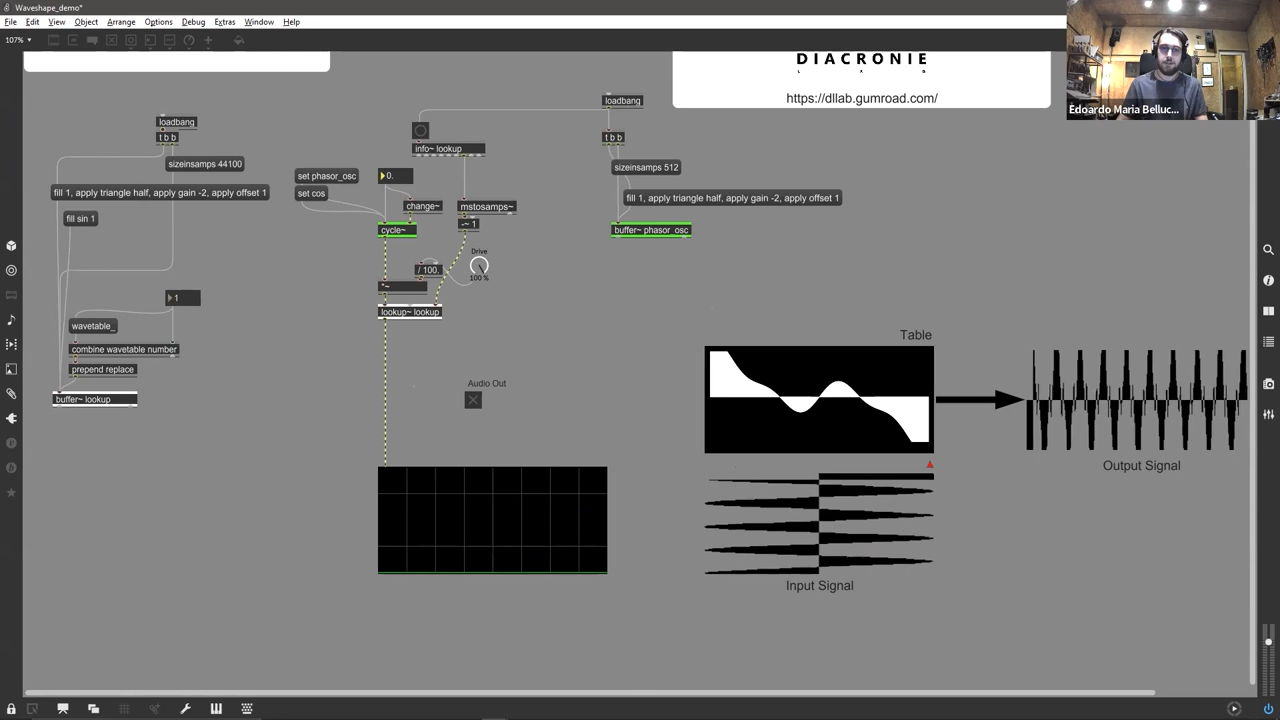 Waveshape_demo*
File Edit View Object Arrange Options Debug Extras Window Help
107%
DIACRONIE
L A B
https://dllab.gumroad.com/
Edoardo Maria Belluc...
loadbang
t b b
sizeinsamps 44100
fill 1, apply triangle half, apply gain -2, apply offset 1
fill sin 1
1
wavetable_
combine wavetable number
prepend replace
buffer~ lookup
info~ lookup
set phasor_osc
set cos
0.
change~
mstosamps~
-~ 1
cycle~
Drive
/ 100.
100 %
*~
lookup~ lookup
Audio Out
loadbang
t b b
sizeinsamps 512
fill 1, apply triangle half, apply gain -2, apply offset 1
buffer~ phasor_osc
Table
Output Signal
Input Signal